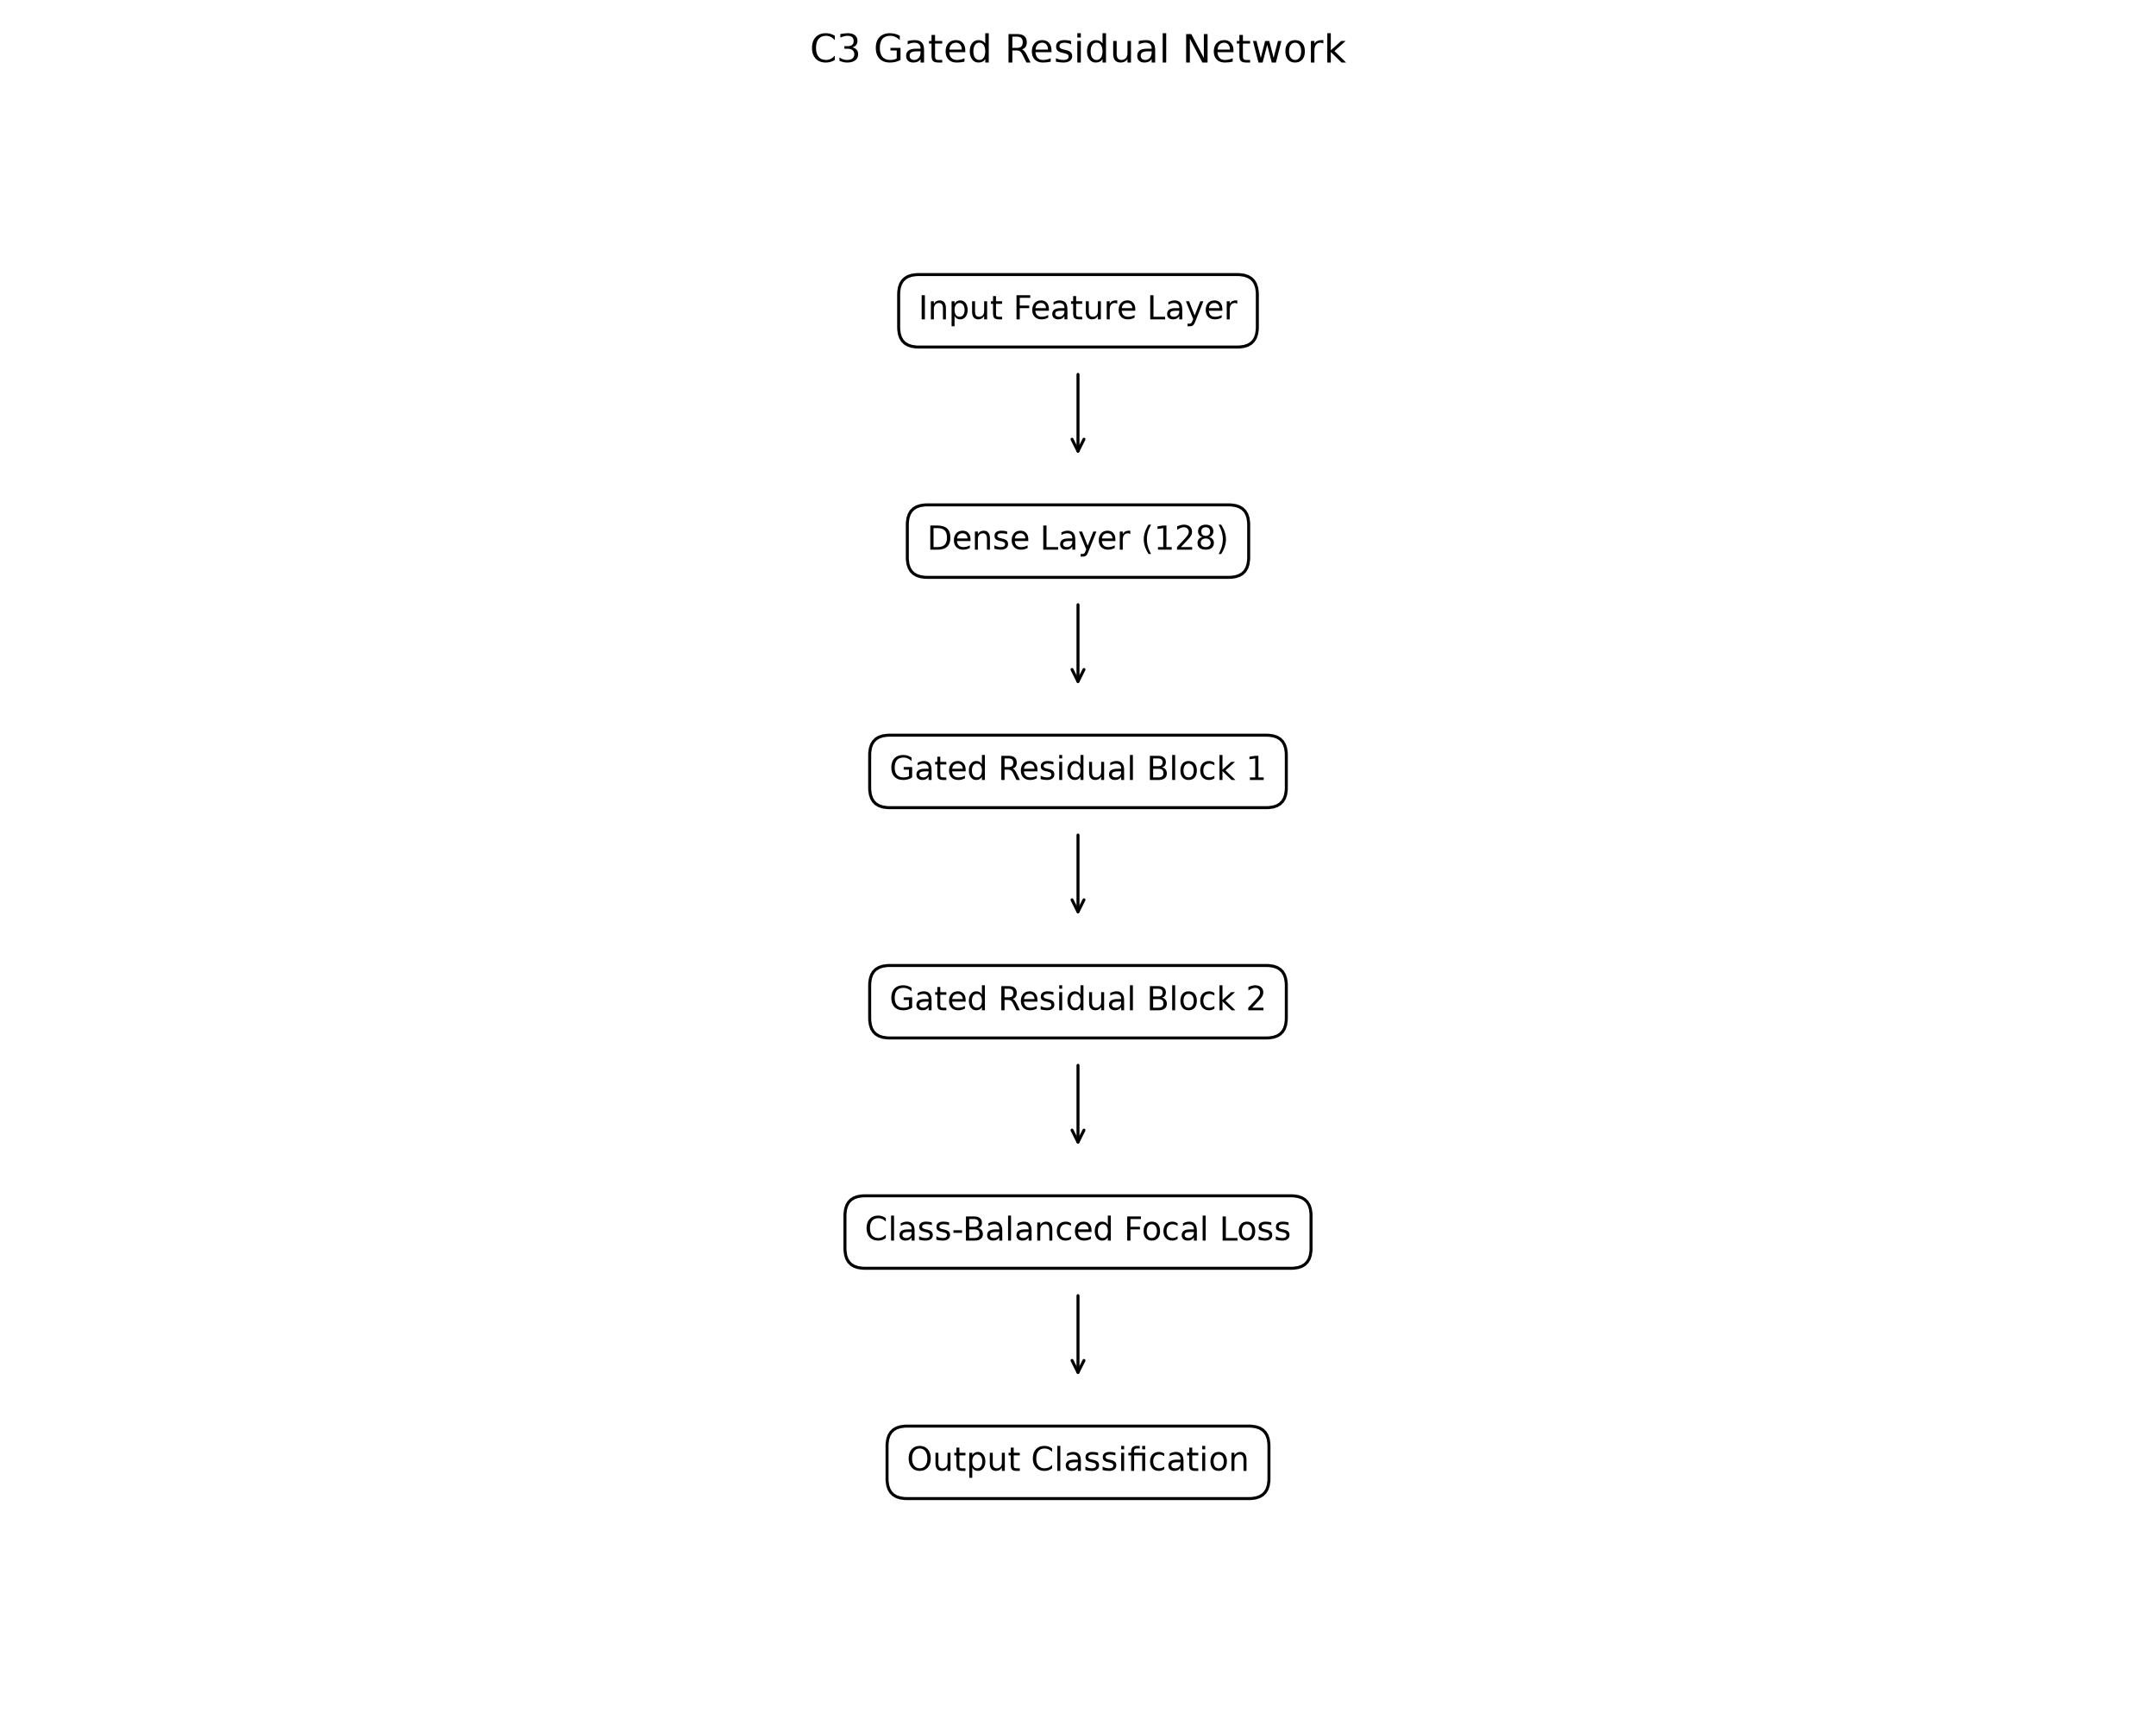 C3 Gated Residual Network
Input Feature Layer
Dense Layer (128)
Gated Residual Block 1
Gated Residual Block 2
Class-Balanced Focal Loss
Output Classification